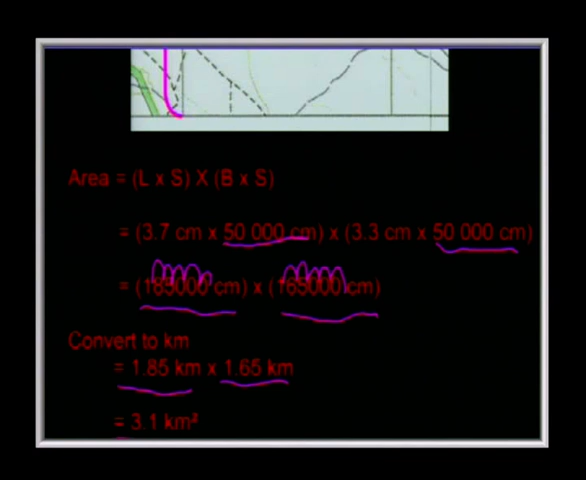 Area = (L x S) X (B x S)
= (3.7 cm x 50 000 cm) x (3.3 cm x 50 000 cm)
= (185000 cm) x (165000 cm)
Convert to km
= 1.85 km x 1.65 km
= 3.1 km²